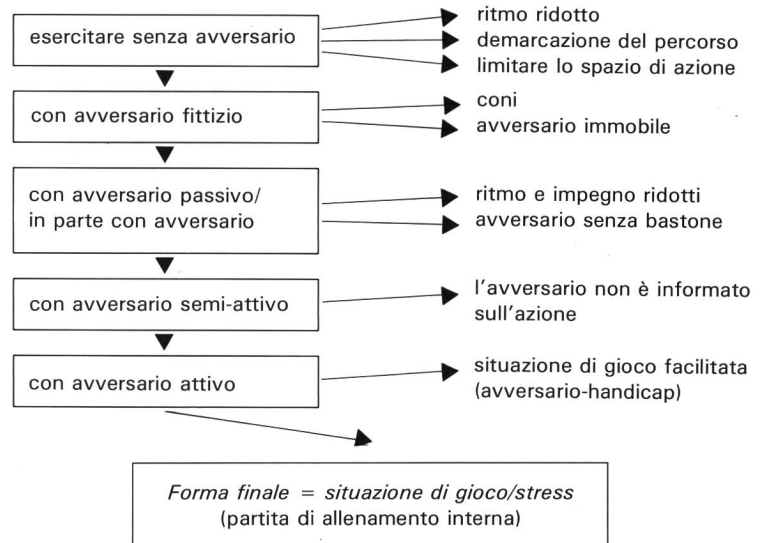 esercitare senza avversario
ritmo ridotto
demarcazione del percorso
limitare lo spazio di azione
con avversario fittizio
coni
avversario immobile
con avversario passivo/
in parte con avversario
ritmo e impegno ridotti
avversario senza bastone
con avversario semi-attivo
l'avversario non è informato
sull'azione
con avversario attivo
situazione di gioco facilitata
(avversario-handicap)
Forma finale = situazione di gioco/stress
(partita di allenamento interna)